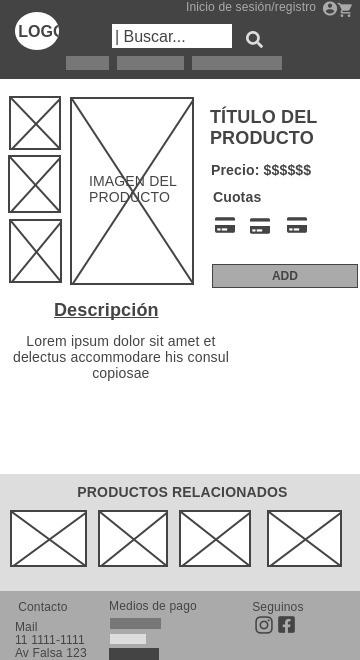 Inicio de sesión/registro
LOGO
| Buscar...
IMAGEN DEL
PRODUCTO
TÍTULO DEL
PRODUCTO
Precio: $$$$$$
Cuotas
ADD
Descripción
Lorem ipsum dolor sit amet et
delectus accommodare his consul
copiosae
PRODUCTOS RELACIONADOS
Contacto
Mail
11 1111-1111
Av Falsa 123
Medios de pago
Seguinos